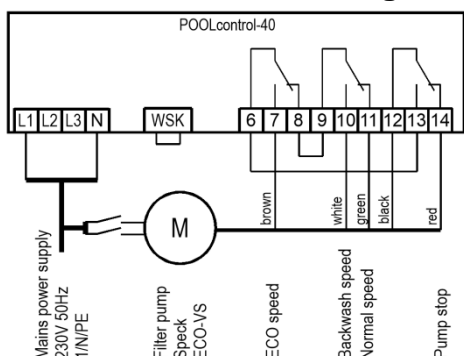 POOLcontrol-40
L1 L2 L3 N
WSK
6 7 8 9 10 11 12 13 14
brown
white
green
black
red
M
Mains power supply
230V 50Hz
1/N/PE
Filter pump
Speck
ECO-VS
ECO speed
Backwash speed
Normal speed
Pump stop